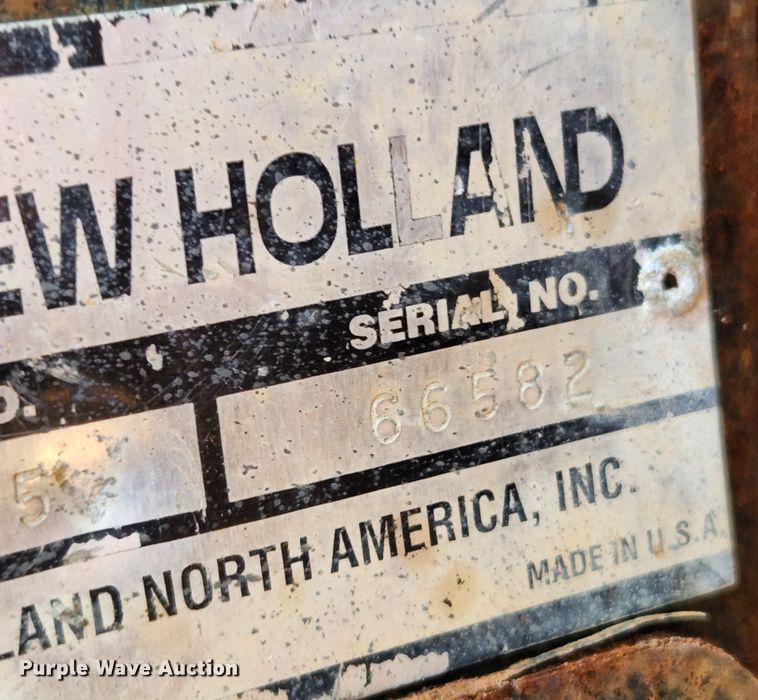 EW HOLLAND
O. SERIAL NO.
5 66582
LAND NORTH AMERICA, INC.
MADE IN U.S.A.
Purple Wave Auction